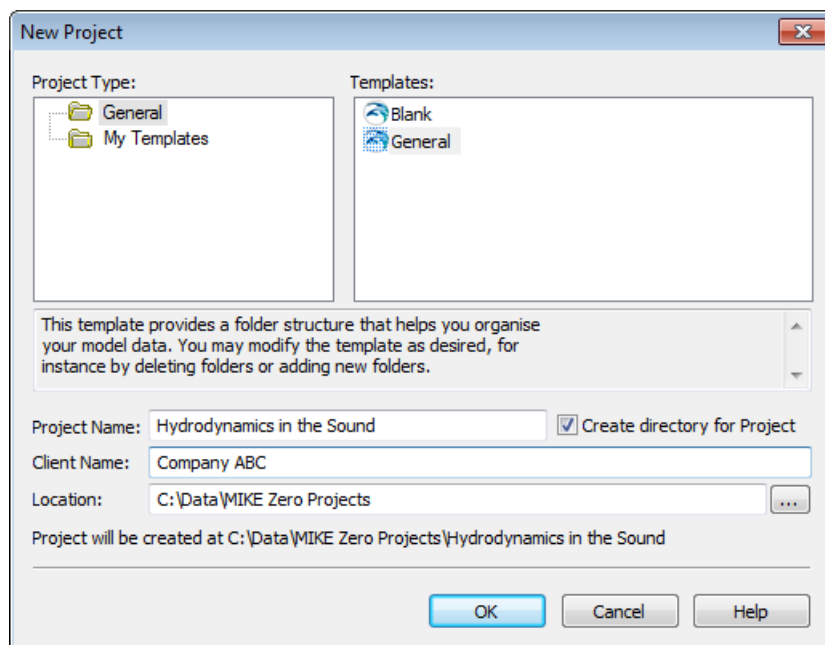 New Project
Project Type:
General
My Templates
Templates:
Blank
General
This template provides a folder structure that helps you organise
your model data. You may modify the template as desired, for
instance by deleting folders or adding new folders.
Project Name: Hydrodynamics in the Sound Create directory for Project
Client Name: Company ABC
Location: C:\Data\MIKE Zero Projects ...
Project will be created at C:\Data\MIKE Zero Projects\Hydrodynamics in the Sound
OK Cancel Help